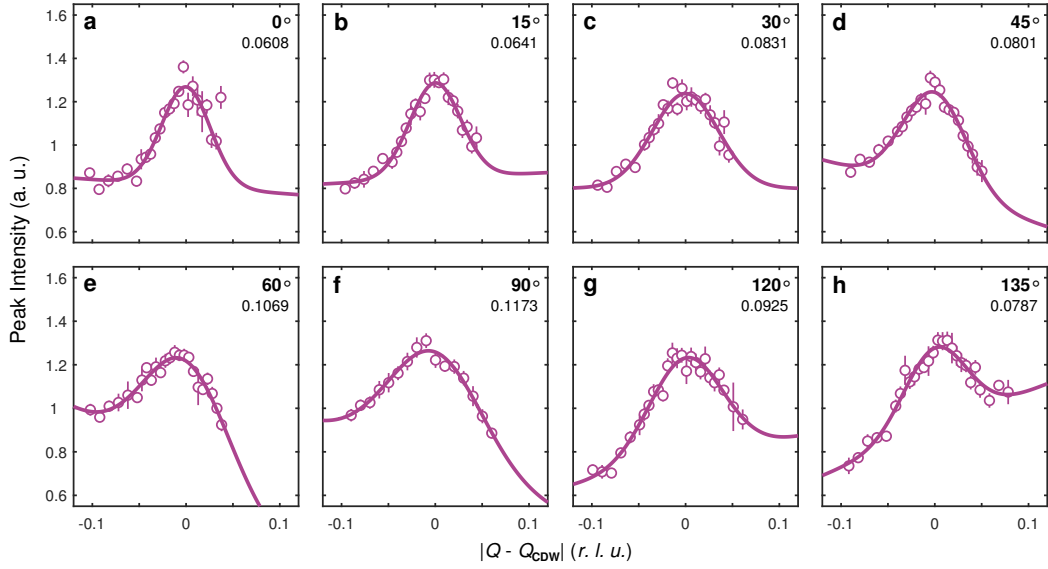 a 0° b 15° c 30° d 45°
0.0608 0.0641 0.0831 0.0801
1.6
1.4
1.2
1
0.8
0.6
e 60° f 90° g 120° h 135°
0.1069 0.1173 0.0925 0.0787
1.6
1.4
1.2
1
0.8
0.6
Peak Intensity (a. u.)
-0.1 0 0.1 -0.1 0 0.1 -0.1 0 0.1 -0.1 0 0.1
|Q - Q_CDW| (r. l. u.)